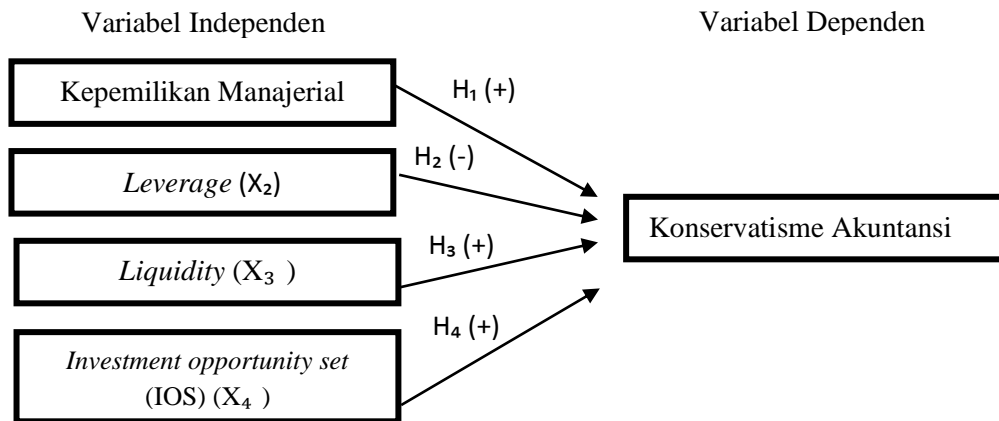 Variabel Independen
Variabel Dependen
Kepemilikan Manajerial
H₁ (+)
H₂ (-)
Leverage (X₂)
Konservatisme Akuntansi
Liquidity (X₃ )
H₃ (+)
H₄ (+)
Investment opportunity set
(IOS) (X₄ )